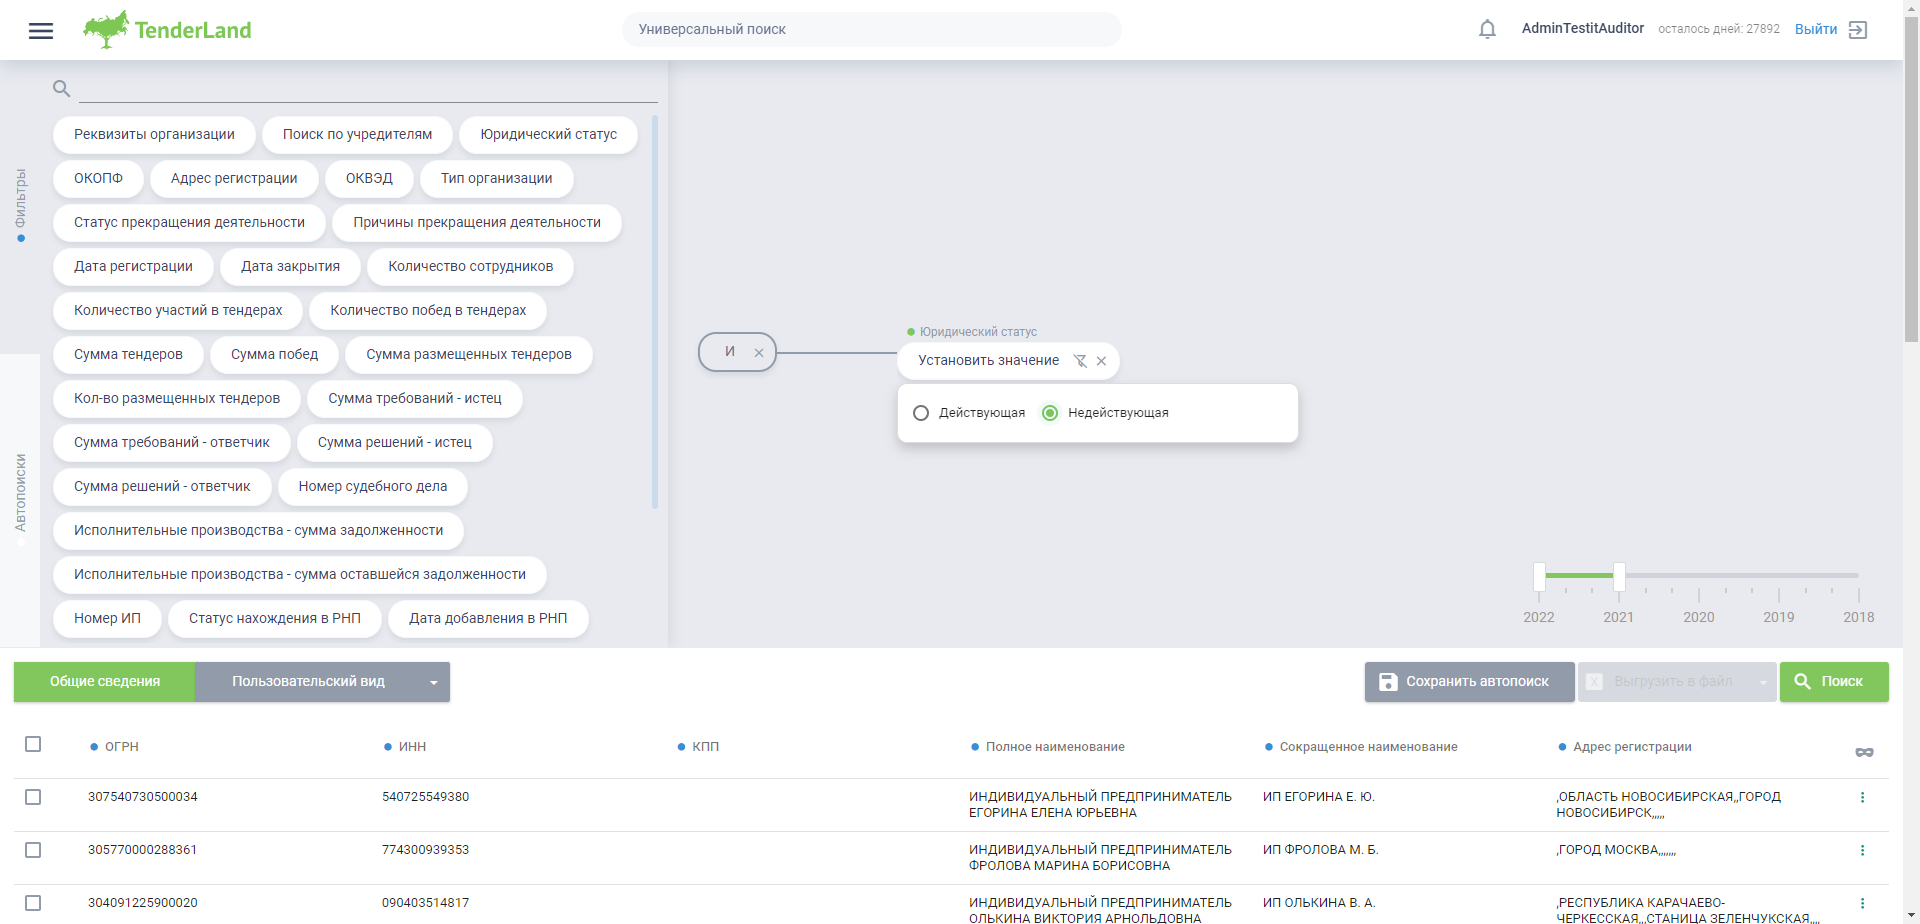 TenderLand
Универсальный поиск
AdminTestitAuditor
осталось дней: 27892
Выйти
Фильтры
Автопоиски
Реквизиты организации
Поиск по учредителям
Юридический статус
ОКОПФ
Адрес регистрации
ОКВЭД
Тип организации
Статус прекращения деятельности
Причины прекращения деятельности
Дата регистрации
Дата закрытия
Количество сотрудников
Количество участий в тендерах
Количество побед в тендерах
Сумма тендеров
Сумма побед
Сумма размещенных тендеров
Кол-во размещенных тендеров
Сумма требований - истец
Сумма требований - ответчик
Сумма решений - истец
Сумма решений - ответчик
Номер судебного дела
Исполнительные производства - сумма задолженности
Исполнительные производства - сумма оставшейся задолженности
Номер ИП
Статус нахождения в РНП
Дата добавления в РНП
И
Юридический статус
Установить значение
Действующая
Недействующая
2022
2021
2020
2019
2018
Общие сведения
Пользовательский вид
Сохранить автопоиск
Выгрузить в файл
Поиск
ОГРН
ИНН
КПП
Полное наименование
Сокращенное наименование
Адрес регистрации
307540730500034
540725549380
ИНДИВИДУАЛЬНЫЙ ПРЕДПРИНИМАТЕЛЬ
ЕГОРИНА ЕЛЕНА ЮРЬЕВНА
ИП ЕГОРИНА Е. Ю.
,ОБЛАСТЬ НОВОСИБИРСКАЯ,,ГОРОД
НОВОСИБИРСК,,,,,
305770000288361
774300939353
ИНДИВИДУАЛЬНЫЙ ПРЕДПРИНИМАТЕЛЬ
ФРОЛОВА МАРИНА БОРИСОВНА
ИП ФРОЛОВА М. Б.
,ГОРОД МОСКВА,,,,,,,
304091225900020
090403514817
ИНДИВИДУАЛЬНЫЙ ПРЕДПРИНИМАТЕЛЬ
ОЛЬКИНА ВИКТОРИЯ АРНОЛЬДОВНА
ИП ОЛЬКИНА В. А.
,РЕСПУБЛИКА КАРАЧАЕВО-
ЧЕРКЕССКАЯ,,,СТАНИЦА ЗЕЛЕНЧУКСКАЯ,,,,